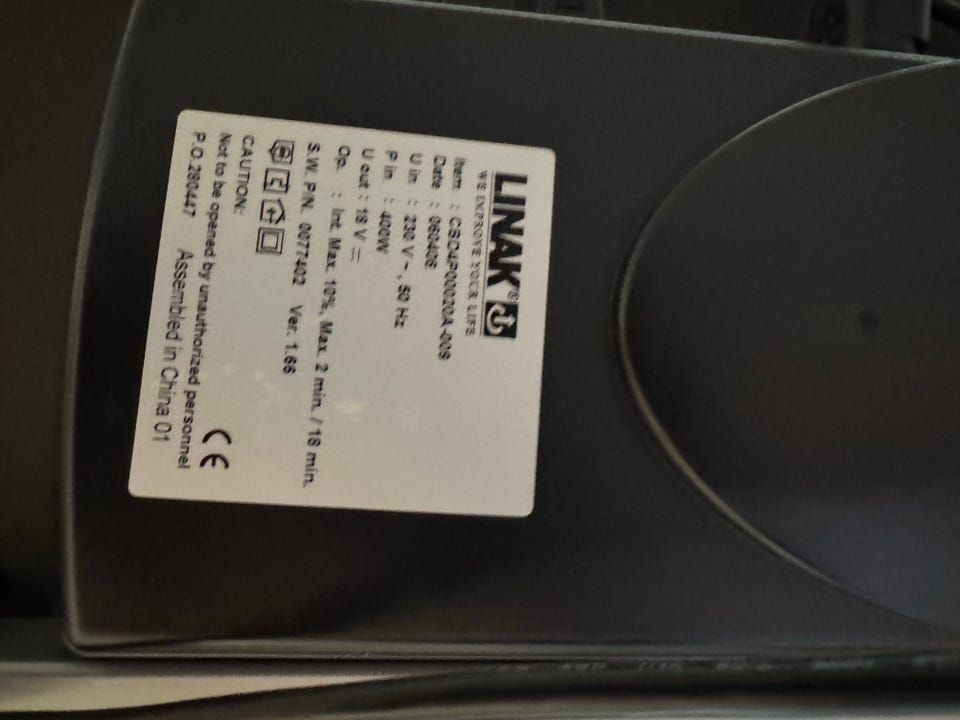 LINAK®
WE IMPROVE YOUR LIFE
Item : CBD4P00020A-009
Date : 060406
U in : 230 V ~, 50 Hz
P in : 400W
U out : 18 V ⎓
Op. : Int. Max. 10%, Max. 2 min. / 18 min.
S.W. P/N. 0077402 Ver. 1.66
CAUTION:
Not to be opened by unauthorized personnel
P.O.280447 Assembled in China 01